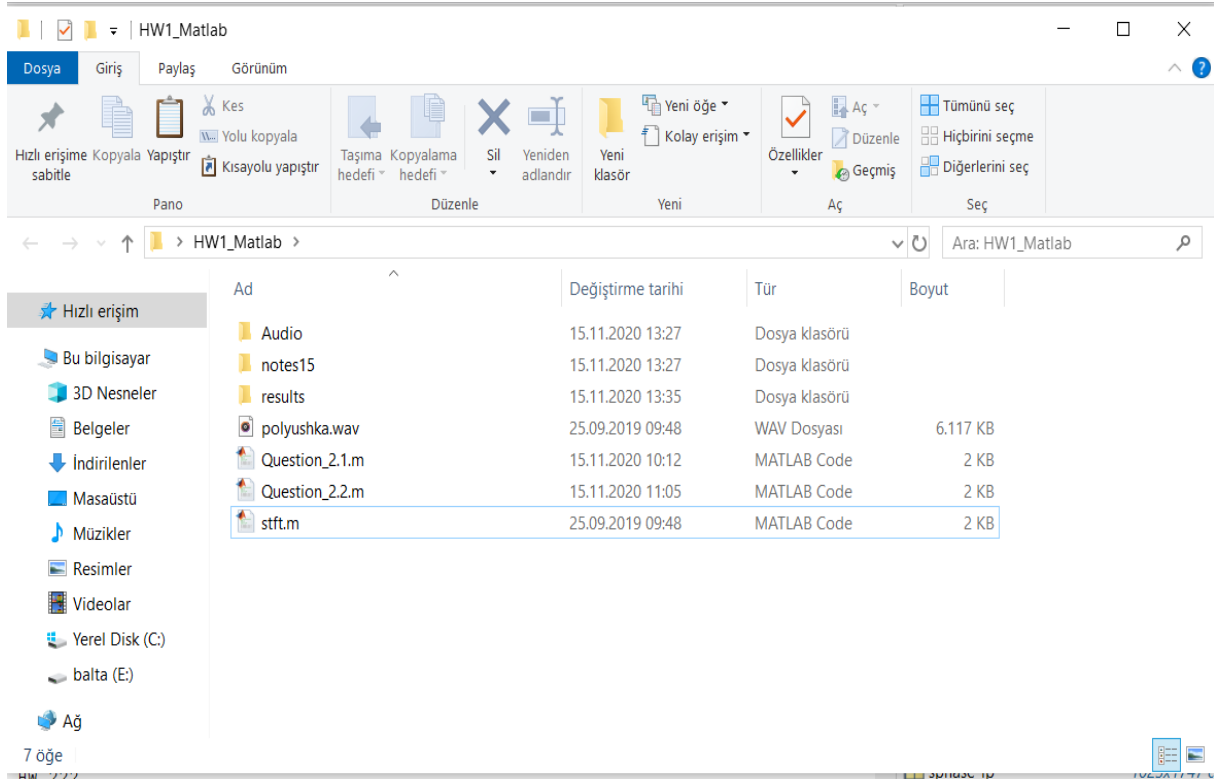 HW1_Matlab
Dosya Giriş Paylaş Görünüm
Hızlı erişime sabitle
Kopyala
Yapıştır
Kes
Yolu kopyala
Kısayolu yapıştır
Pano
Taşıma hedefi
Kopyalama hedefi
Sil
Yeniden adlandır
Düzenle
Yeni klasör
Yeni öğe
Kolay erişim
Yeni
Özellikler
Aç
Düzenle
Geçmiş
Aç
Tümünü seç
Hiçbirini seçme
Diğerlerini seç
Seç
HW1_Matlab
Ara: HW1_Matlab
Hızlı erişim
Bu bilgisayar
3D Nesneler
Belgeler
İndirilenler
Masaüstü
Müzikler
Resimler
Videolar
Yerel Disk (C:)
balta (E:)
Ağ
Ad Değiştirme tarihi Tür Boyut
Audio 15.11.2020 13:27 Dosya klasörü
notes15 15.11.2020 13:27 Dosya klasörü
results 15.11.2020 13:35 Dosya klasörü
polyushka.wav 25.09.2019 09:48 WAV Dosyası 6.117 KB
Question_2.1.m 15.11.2020 10:12 MATLAB Code 2 KB
Question_2.2.m 15.11.2020 11:05 MATLAB Code 2 KB
stft.m 25.09.2019 09:48 MATLAB Code 2 KB
7 öğe